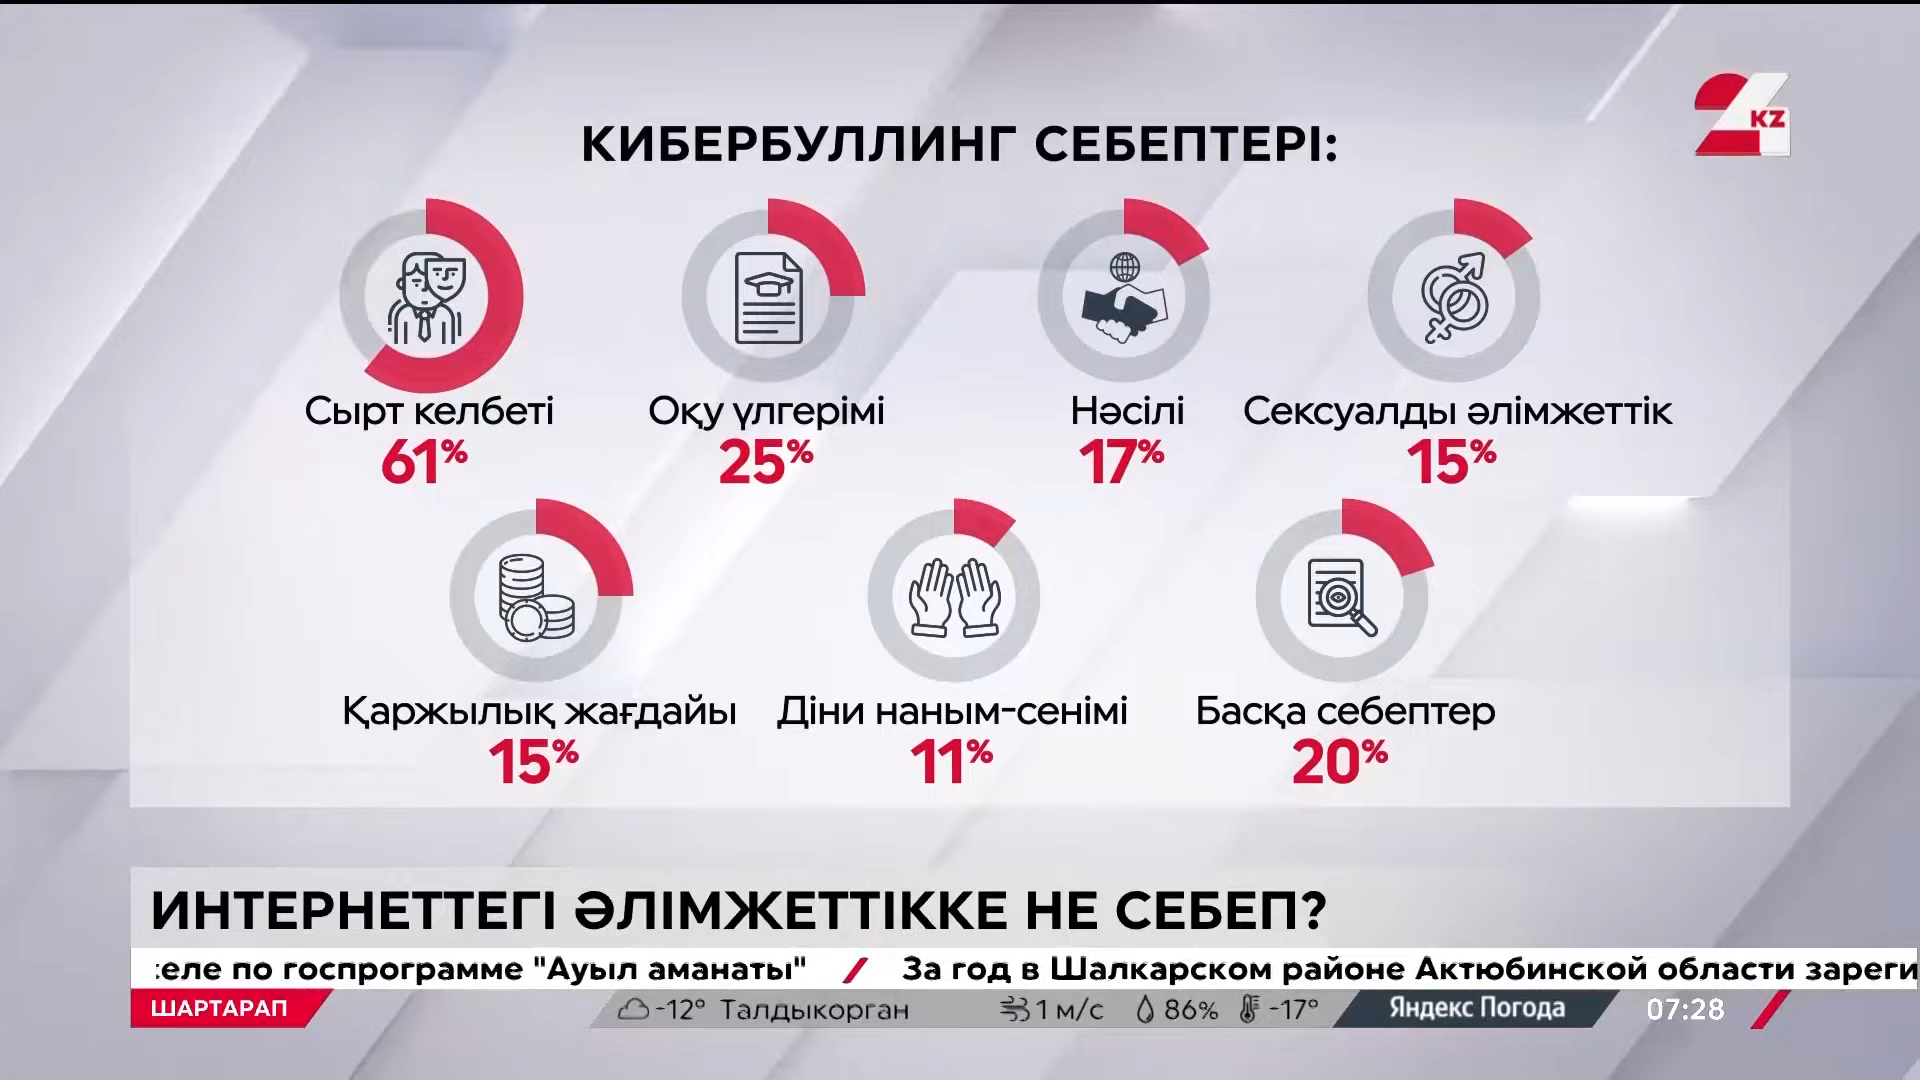 24 KZ
КИБЕРБУЛЛИНГ СЕБЕПТЕРІ:
Сырт келбеті
61%
Оқу үлгерімі
25%
Нәсілі
17%
Сексуалды әлімжеттік
15%
Қаржылық жағдайы
15%
Діни наным-сенімі
11%
Басқа себептер
20%
ИНТЕРНЕТТЕГІ ӘЛІМЖЕТТІККЕ НЕ СЕБЕП?
еле по госпрограмме "Ауыл аманаты" / За год в Шалкарском районе Актюбинской области зареги
ШАРТАРАП -12° Талдыкорган 1 м/с 86% -17° Яндекс Погода 07:28